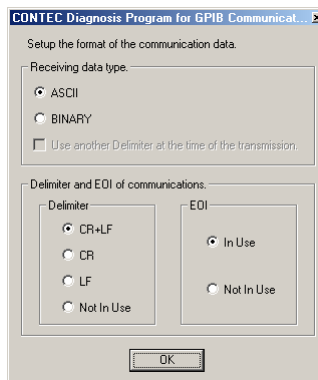 CONTEC Diagnosis Program for GPIB Communicat...
Setup the format of the communication data.
Receiving data type.
ASCII
BINARY
Use another Delimiter at the time of the transmission.
Delimiter and EOI of communications.
Delimiter
CR+LF
CR
LF
Not In Use
EOI
In Use
Not In Use
OK